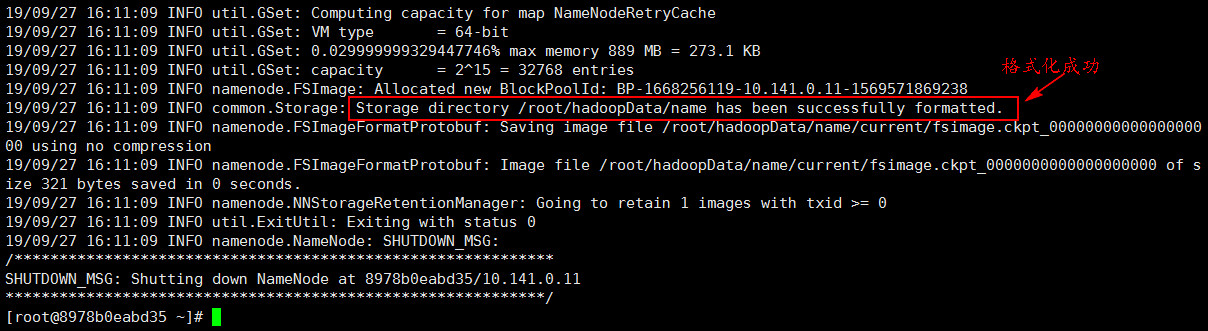 19/09/27 16:11:09 INFO util.GSet: Computing capacity for map NameNodeRetryCache
19/09/27 16:11:09 INFO util.GSet: VM type       = 64-bit
19/09/27 16:11:09 INFO util.GSet: 0.029999999329447746% max memory 889 MB = 273.1 KB
19/09/27 16:11:09 INFO util.GSet: capacity      = 2^15 = 32768 entries
格式化成功
19/09/27 16:11:09 INFO namenode.FSImage: Allocated new BlockPoolId: BP-1668256119-10.141.0.11-1569571869238
19/09/27 16:11:09 INFO common.Storage: Storage directory /root/hadoopData/name has been successfully formatted.
19/09/27 16:11:09 INFO namenode.FSImageFormatProtobuf: Saving image file /root/hadoopData/name/current/fsimage.ckpt_00000000000000000
00 using no compression
19/09/27 16:11:09 INFO namenode.FSImageFormatProtobuf: Image file /root/hadoopData/name/current/fsimage.ckpt_0000000000000000000 of s
ize 321 bytes saved in 0 seconds.
19/09/27 16:11:09 INFO namenode.NNStorageRetentionManager: Going to retain 1 images with txid >= 0
19/09/27 16:11:09 INFO util.ExitUtil: Exiting with status 0
19/09/27 16:11:09 INFO namenode.NameNode: SHUTDOWN_MSG:
/************************************************************
SHUTDOWN_MSG: Shutting down NameNode at 8978b0eabd35/10.141.0.11
************************************************************/
[root@8978b0eabd35 ~]#